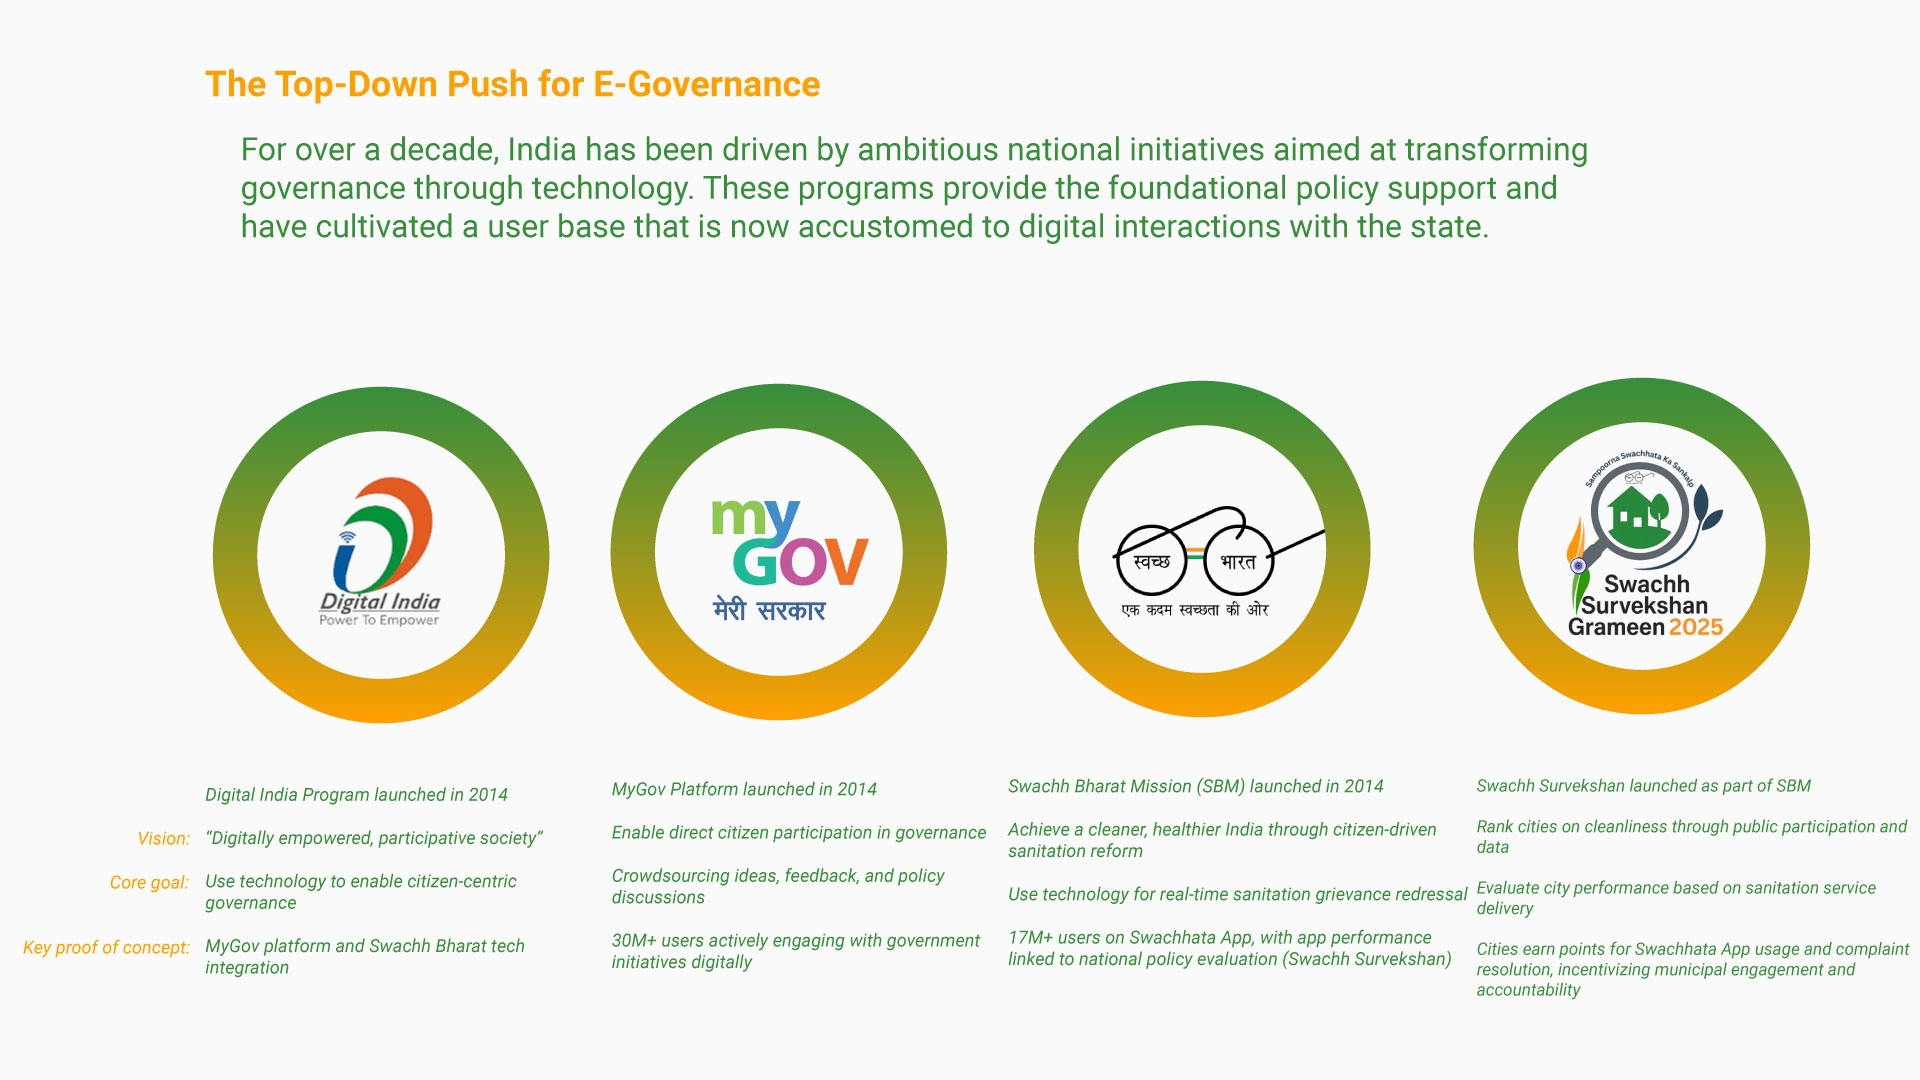 The Top-Down Push for E-Governance
For over a decade, India has been driven by ambitious national initiatives aimed at transforming
governance through technology. These programs provide the foundational policy support and
have cultivated a user base that is now accustomed to digital interactions with the state.
Digital India
Power To Empower
my
GOV
मेरी सरकार
स्वच्छ भारत
एक कदम स्वच्छता की ओर
Sampoorna Swachhata Ka Sankalp
Swachh
Survekshan
Grameen 2025
Digital India Program launched in 2014
Vision: “Digitally empowered, participative society”
Core goal: Use technology to enable citizen-centric
governance
Key proof of concept: MyGov platform and Swachh Bharat tech
integration
MyGov Platform launched in 2014
Enable direct citizen participation in governance
Crowdsourcing ideas, feedback, and policy
discussions
30M+ users actively engaging with government
initiatives digitally
Swachh Bharat Mission (SBM) launched in 2014
Achieve a cleaner, healthier India through citizen-driven
sanitation reform
Use technology for real-time sanitation grievance redressal
17M+ users on Swachhata App, with app performance
linked to national policy evaluation (Swachh Survekshan)
Swachh Survekshan launched as part of SBM
Rank cities on cleanliness through public participation and
data
Evaluate city performance based on sanitation service
delivery
Cities earn points for Swachhata App usage and complaint
resolution, incentivizing municipal engagement and
accountability